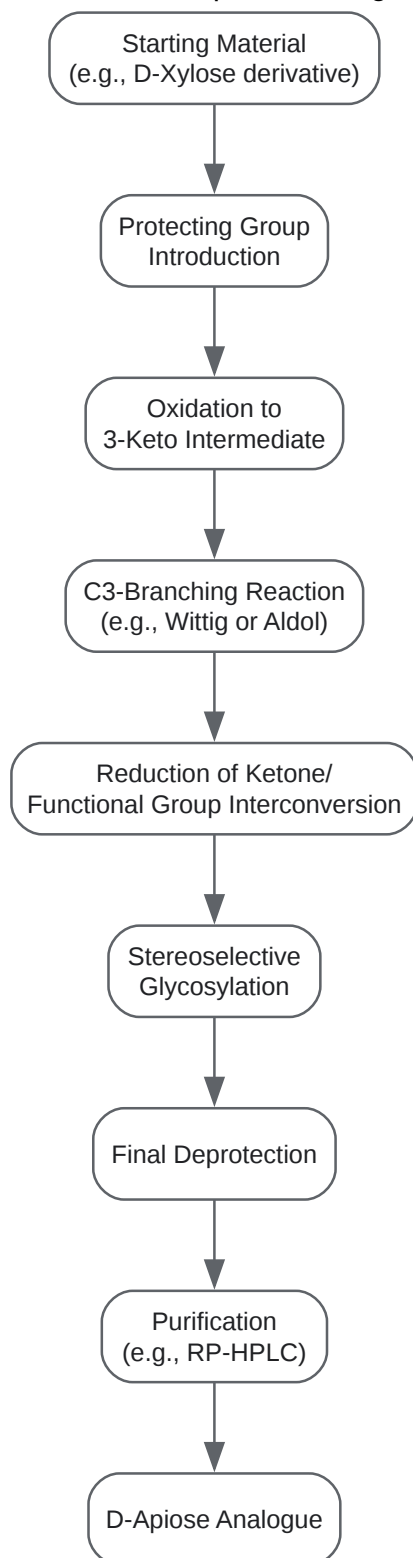 Starting Material
(e.g., D-Xylose derivative)
Protecting Group
Introduction
Oxidation to
3-Keto Intermediate
C3-Branching Reaction
(e.g., Wittig or Aldol)
Reduction of Ketone/
Functional Group Interconversion
Stereoselective
Glycosylation
Final Deprotection
Purification
(e.g., RP-HPLC)
D-Apiose Analogue